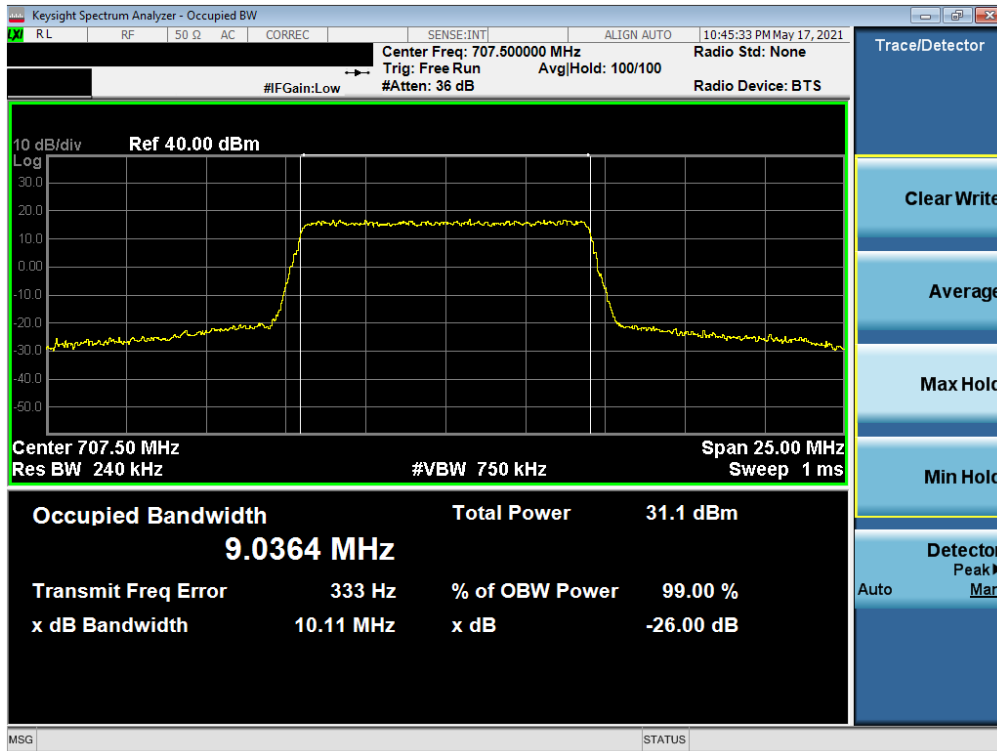 Keysight Spectrum Analyzer - Occupied BW
LXI RL RF 50 Ω AC CORREC SENSE:INT ALIGN AUTO 10:45:33 PM May 17, 2021
Center Freq: 707.500000 MHz Radio Std: None
Trig: Free Run Avg|Hold: 100/100
#IFGain:Low #Atten: 36 dB Radio Device: BTS
10 dB/div Ref 40.00 dBm
Log
30.0
20.0
10.0
0.00
-10.0
-20.0
-30.0
-40.0
-50.0
Center 707.50 MHz Span 25.00 MHz
Res BW 240 kHz #VBW 750 kHz Sweep 1 ms
Occupied Bandwidth Total Power 31.1 dBm
9.0364 MHz
Transmit Freq Error 333 Hz % of OBW Power 99.00 %
x dB Bandwidth 10.11 MHz x dB -26.00 dB
MSG STATUS
Trace/Detector
Clear Write
Average
Max Hold
Min Hold
Detector
Peak
Auto Man